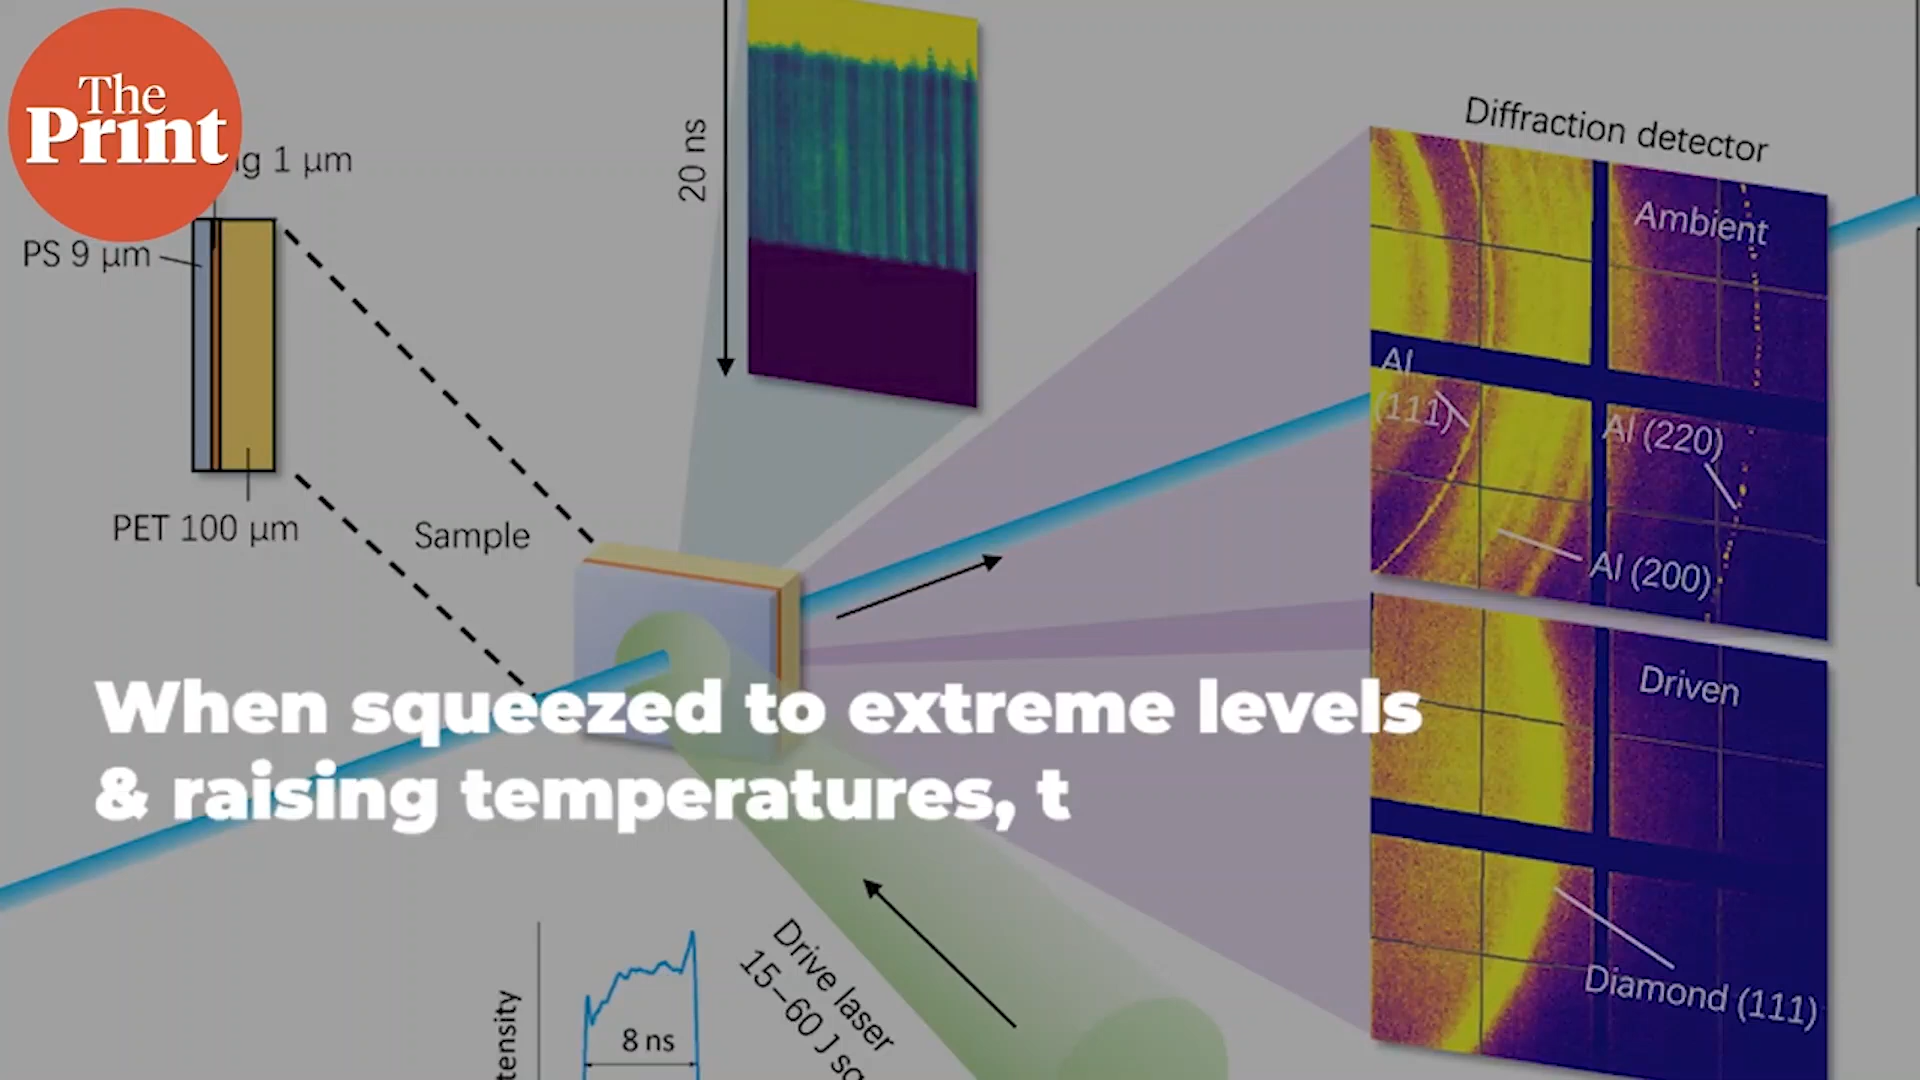 The
Print
g 1 μm
PS 9 μm
PET 100 μm
Sample
20 ns
Diffraction detector
Ambient
Al
(111)
Al (220)
Al (200)
Driven
Diamond (111)
When squeezed to extreme levels
& raising temperatures, t
8 ns
tensity
Drive laser
15–60 J